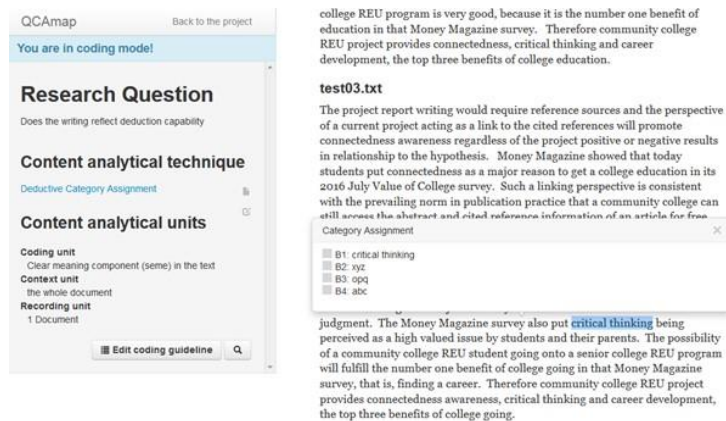 QCAmap
Back to the project
You are in coding mode!
Research Question
Does the writing reflect deduction capability
Content analytical technique
Deductive Category Assignment
Content analytical units
Coding unit
Clear meaning component (seme) in the text
Context unit
the whole document
Recording unit
1 Document
Edit coding guideline
college REU program is very good, because it is the number one benefit of
education in that Money Magazine survey. Therefore community college
REU project provides connectedness, critical thinking and career
development, the top three benefits of college education.
test03.txt
The project report writing would require reference sources and the perspective
of a current project acting as a link to the cited references will promote
connectedness awareness regardless of the project positive or negative results
in relationship to the hypothesis. Money Magazine showed that today
students put connectedness as a major reason to get a college education in its
2016 July Value of College survey. Such a linking perspective is consistent
with the prevailing norm in publication practice that a community college can
still access the abstract and cited reference information of an article for free
Category Assignment
B1: critical thinking
B2: xyz
B3: opq
B4: abc
judgment. The Money Magazine survey also put critical thinking being
perceived as a high valued issue by students and their parents. The possibility
of a community college REU student going onto a senior college REU program
will fulfill the number one benefit of college going in that Money Magazine
survey, that is, finding a career. Therefore community college REU project
provides connectedness awareness, critical thinking and career development,
the top three benefits of college going.